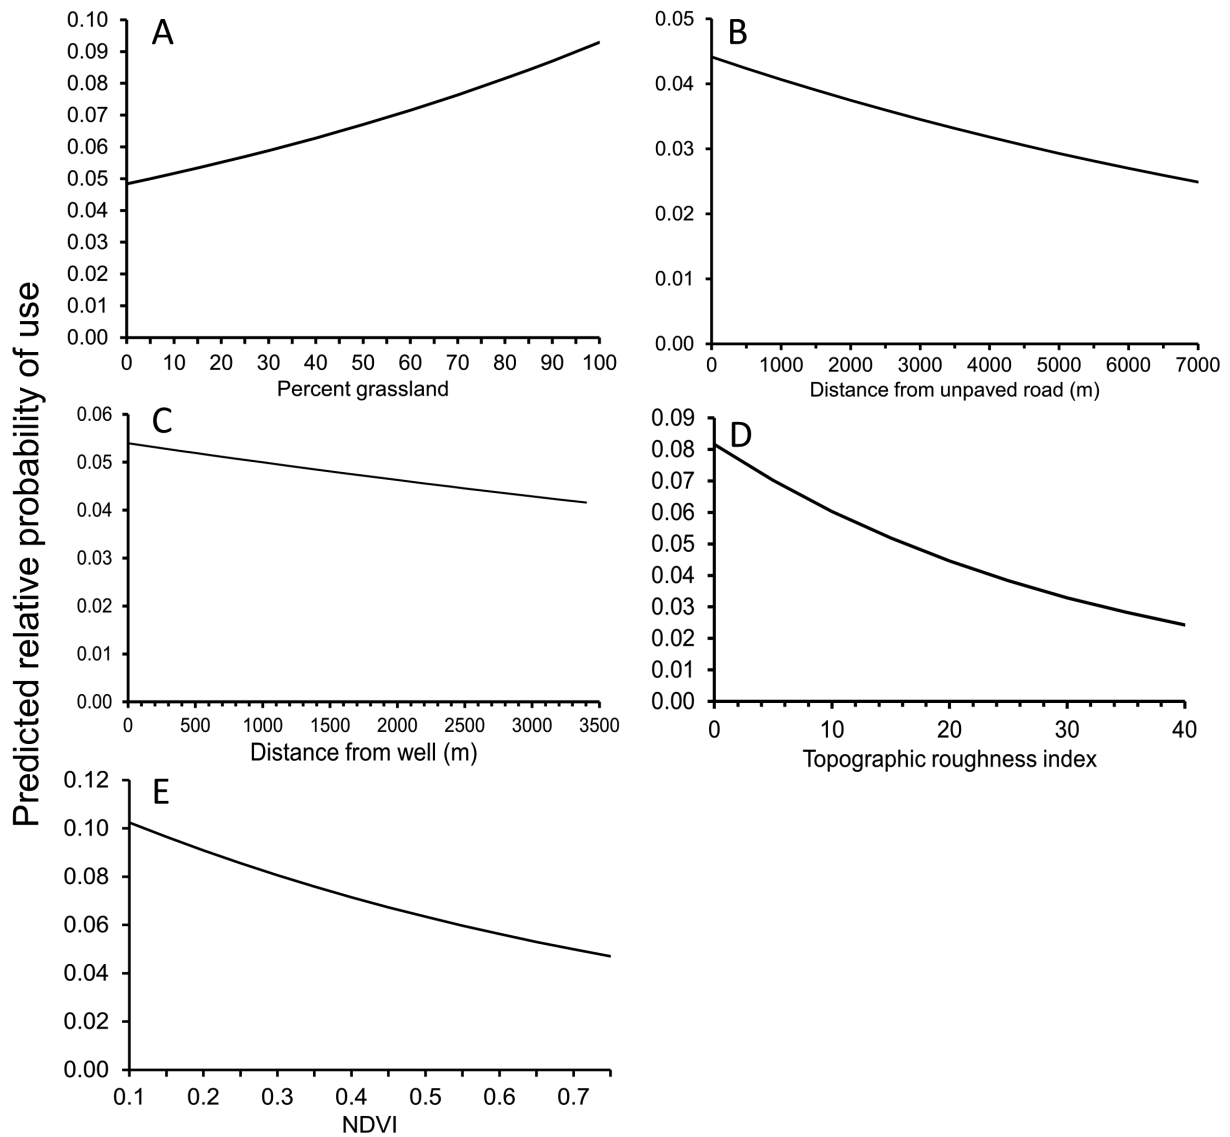 Predicted relative probability of use
A
0.10
0.09
0.08
0.07
0.06
0.05
0.04
0.03
0.02
0.01
0.00
0 10 20 30 40 50 60 70 80 90 100
Percent grassland
B
0.05
0.04
0.03
0.02
0.01
0.00
0 1000 2000 3000 4000 5000 6000 7000
Distance from unpaved road (m)
C
0.06
0.05
0.04
0.03
0.02
0.01
0.00
0 500 1000 1500 2000 2500 3000 3500
Distance from well (m)
D
0.09
0.08
0.07
0.06
0.05
0.04
0.03
0.02
0.01
0.00
0 10 20 30 40
Topographic roughness index
E
0.12
0.10
0.08
0.06
0.04
0.02
0.00
0.1 0.2 0.3 0.4 0.5 0.6 0.7
NDVI